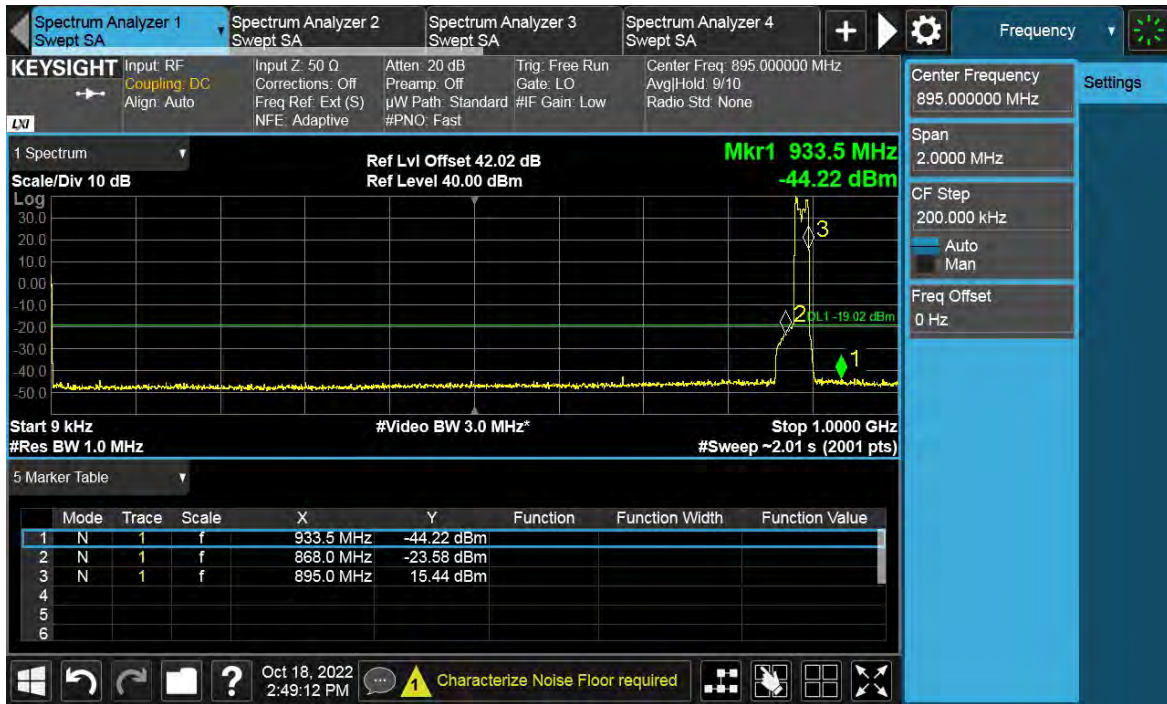 Spectrum Analyzer 1
Swept SA
Spectrum Analyzer 2
Swept SA
Spectrum Analyzer 3
Swept SA
Spectrum Analyzer 4
Swept SA
+
Frequency
KEYSIGHT
LXI
Input: RF
Coupling: DC
Align: Auto
Input Z: 50 Ω
Corrections: Off
Freq Ref: Ext (S)
NFE: Adaptive
Atten: 20 dB
Preamp: Off
µW Path: Standard
#PNO: Fast
Trig: Free Run
Gate: LO
#IF Gain: Low
Center Freq: 895.000000 MHz
Avg|Hold: 9/10
Radio Std: None
Center Frequency
895.000000 MHz
Settings
Span
2.0000 MHz
CF Step
200.000 kHz
Auto
Man
Freq Offset
0 Hz
1 Spectrum
Scale/Div 10 dB
Ref Lvl Offset 42.02 dB
Ref Level 40.00 dBm
Mkr1 933.5 MHz
-44.22 dBm
Log
30.0
20.0
10.0
0.00
-10.0
-20.0
-30.0
-40.0
-50.0
3
2
DL1 -19.02 dBm
1
Start 9 kHz
#Video BW 3.0 MHz*
Stop 1.0000 GHz
#Res BW 1.0 MHz
#Sweep ~2.01 s (2001 pts)
5 Marker Table
Mode Trace Scale X Y Function Function Width Function Value
1 N 1 f 933.5 MHz -44.22 dBm
2 N 1 f 868.0 MHz -23.58 dBm
3 N 1 f 895.0 MHz 15.44 dBm
4
5
6
?
Oct 18, 2022
2:49:12 PM
1
Characterize Noise Floor required